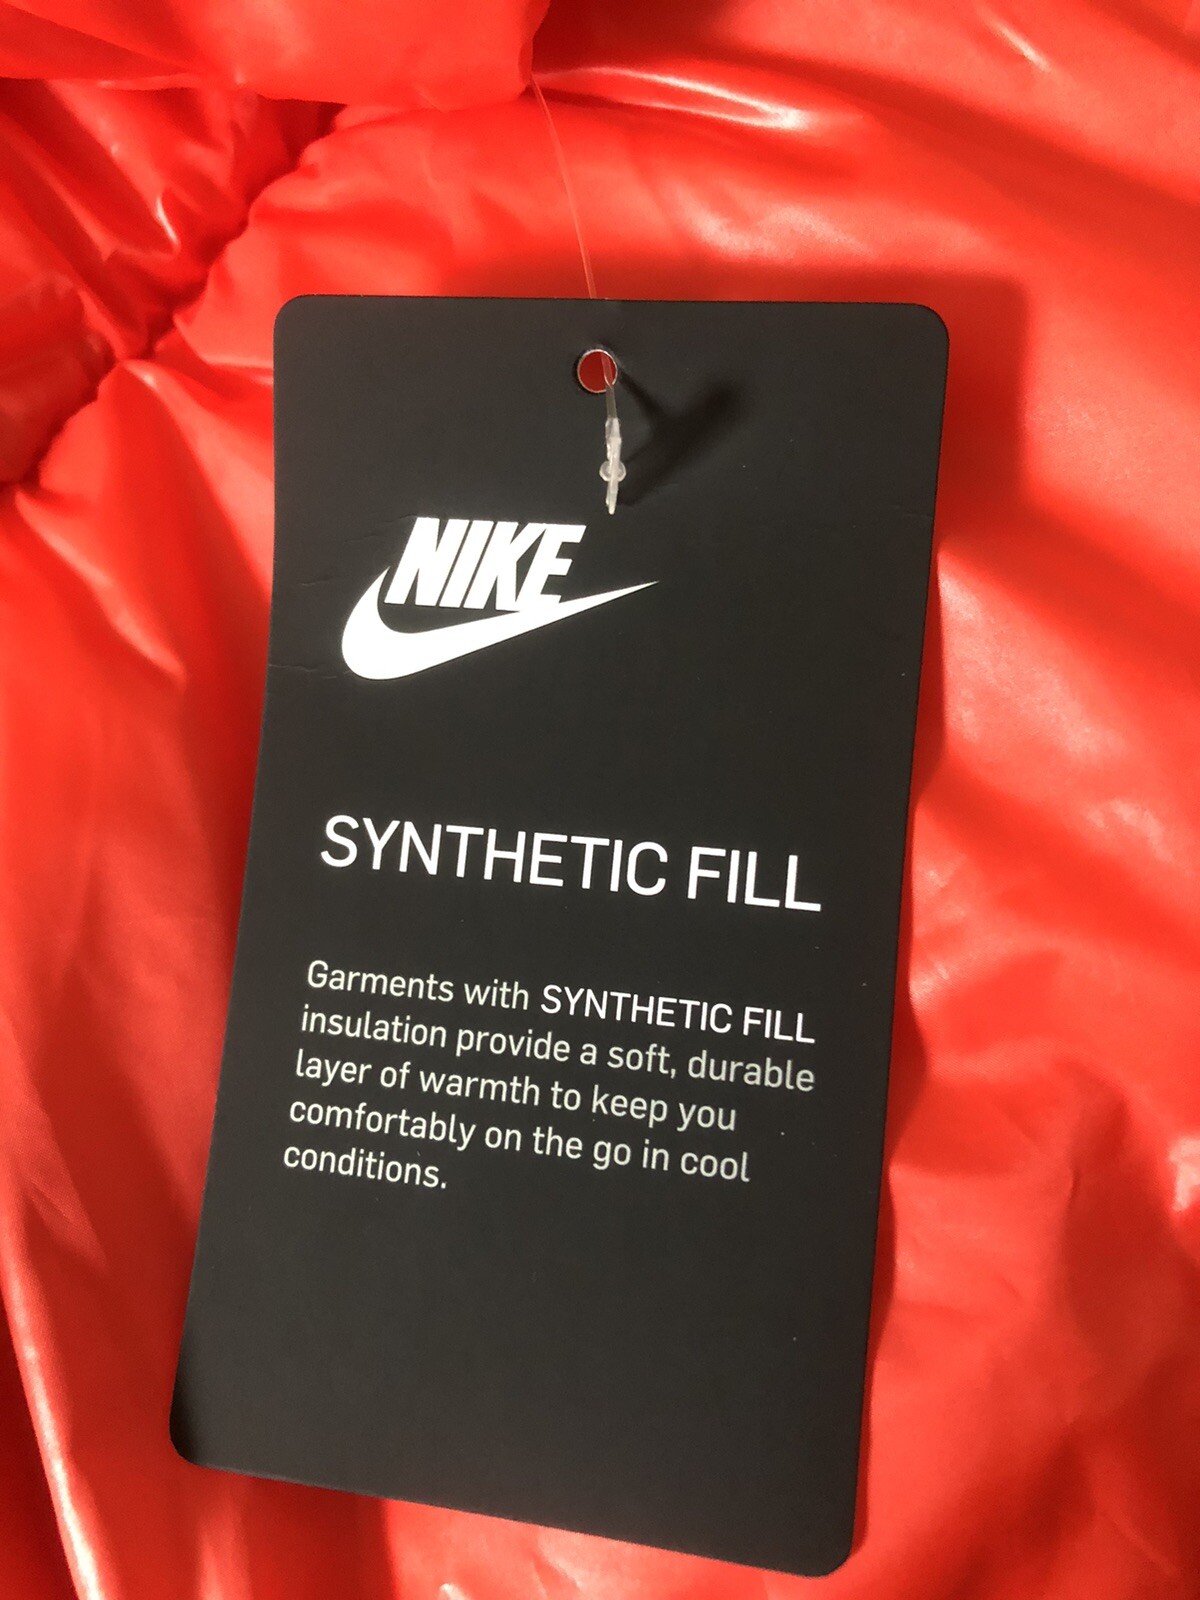 NIKE
SYNTHETIC FILL
Garments with SYNTHETIC FILL
insulation provide a soft, durable
layer of warmth to keep you
comfortably on the go in cool
conditions.